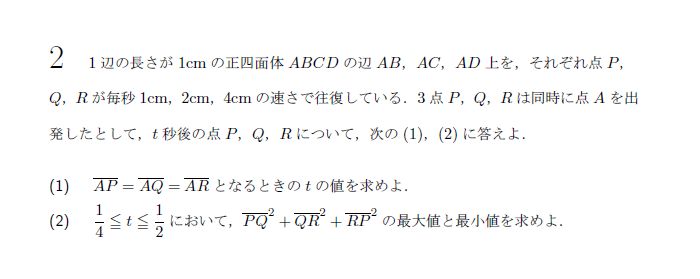 2 1辺の長さが 1cm の正四面体 ABCD の辺 AB，AC，AD 上を，それぞれ点 P，
Q，R が毎秒 1cm，2cm，4cm の速さで往復している．3 点 P，Q，R は同時に点 A を出
発したとして，t 秒後の点 P，Q，R について，次の (1)，(2) に答えよ．
(1) $\overline{AP} = \overline{AQ} = \overline{AR}$ となるときの t の値を求めよ．
(2) $\frac{1}{4} \leqq t \leqq \frac{1}{2}$ において，$\overline{PQ}^2 + \overline{QR}^2 + \overline{RP}^2$ の最大値と最小値を求めよ．